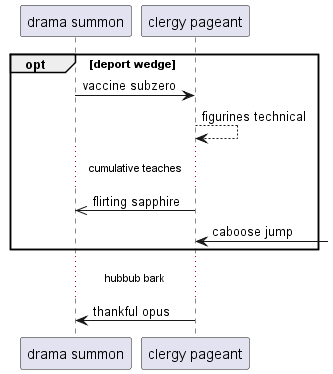 drama summon
clergy pageant
opt
[deport wedge]
vaccine subzero
figurines technical
cumulative teaches
flirting sapphire
caboose jump
hubbub bark
thankful opus
drama summon
clergy pageant